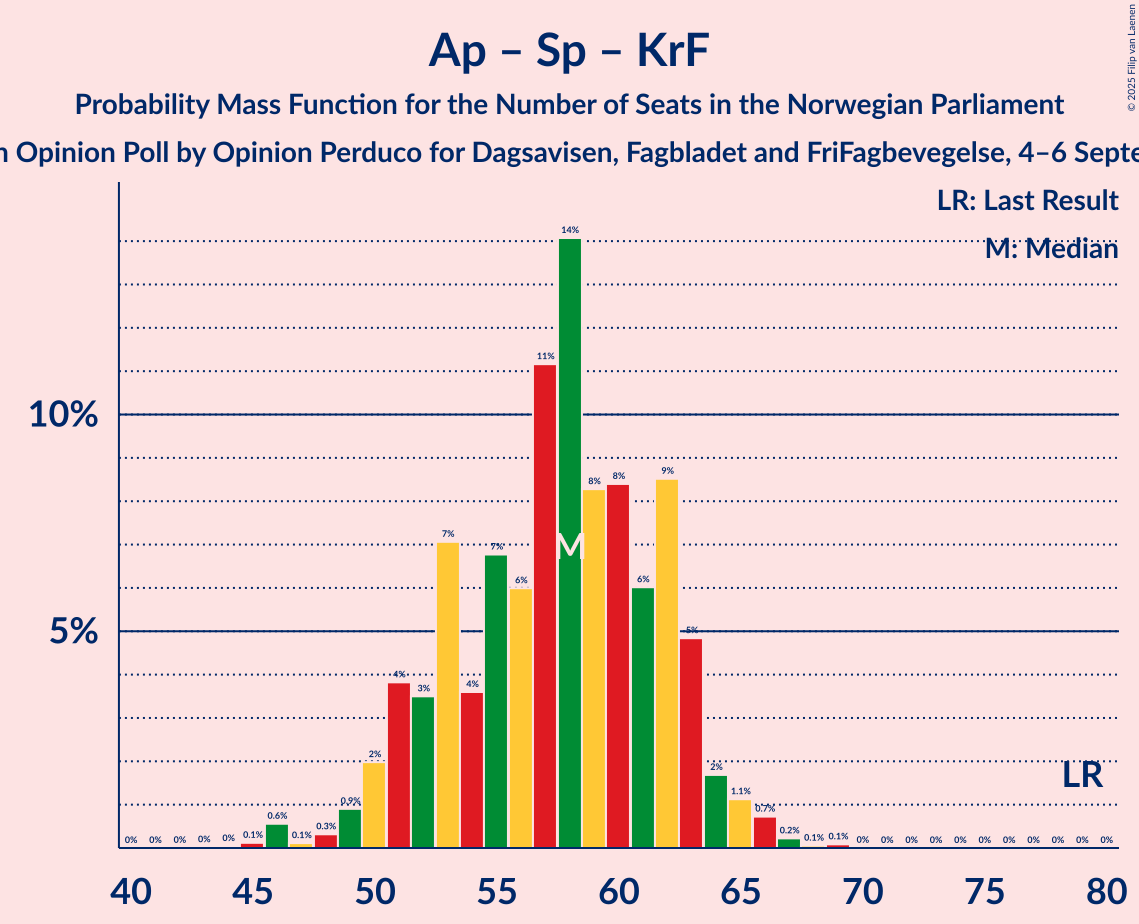 Ap – Sp – KrF
Probability Mass Function for the Number of Seats in the Norwegian Parliament
Opinion Poll by Opinion Perduco for Dagsavisen, Fagbladet and FriFagbevegelse, 4–6
© 2025 Filip van Laenen
LR: Last Result
M: Median
10%
5%
0% 0% 0% 0% 0% 0.1% 0.6% 0.1% 0.3% 0.9% 2% 4% 3% 7% 4% 7% 6% 11% 14% 8% 8% 6% 9% 5% 2% 1.1% 0.7% 0.2% 0.1% 0.1% 0% 0% 0% 0% 0% 0% 0% 0% 0% 0% 0%
M
LR
40 45 50 55 60 65 70 75 80